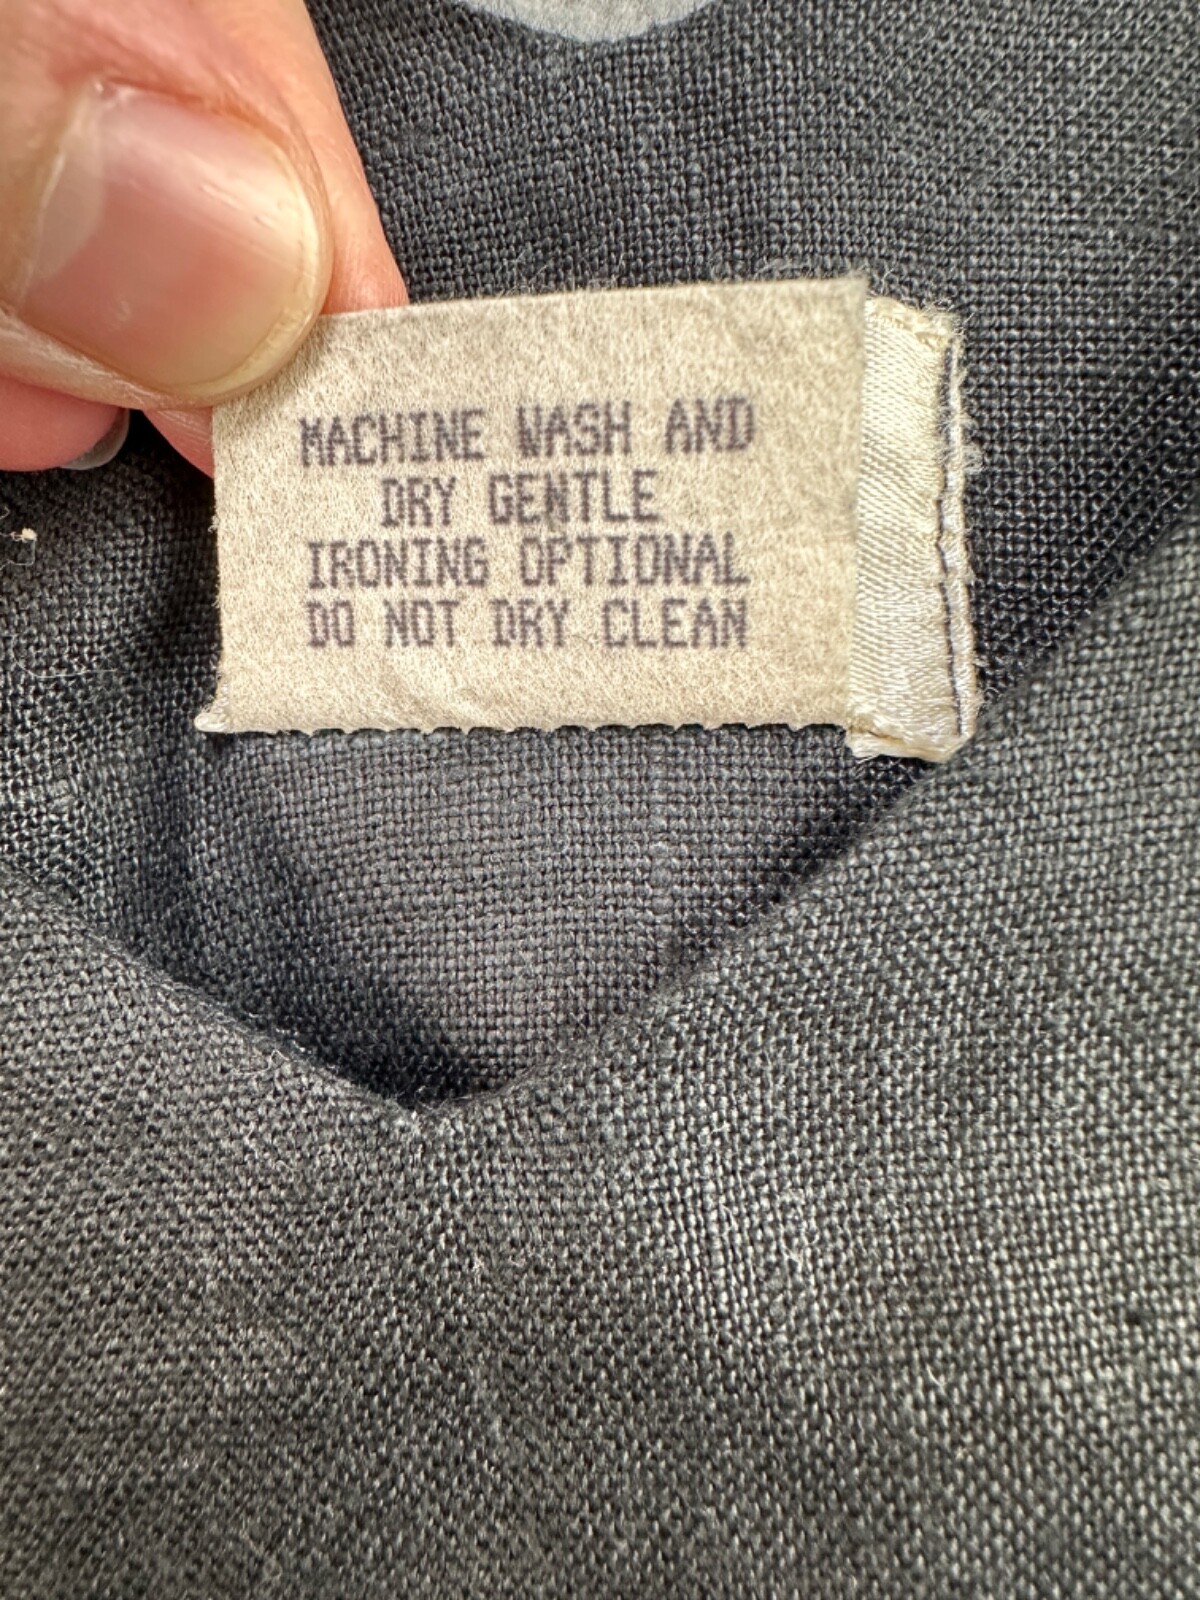 MACHINE WASH AND
DRY GENTLE
IRONING OPTIONAL
DO NOT DRY CLEAN